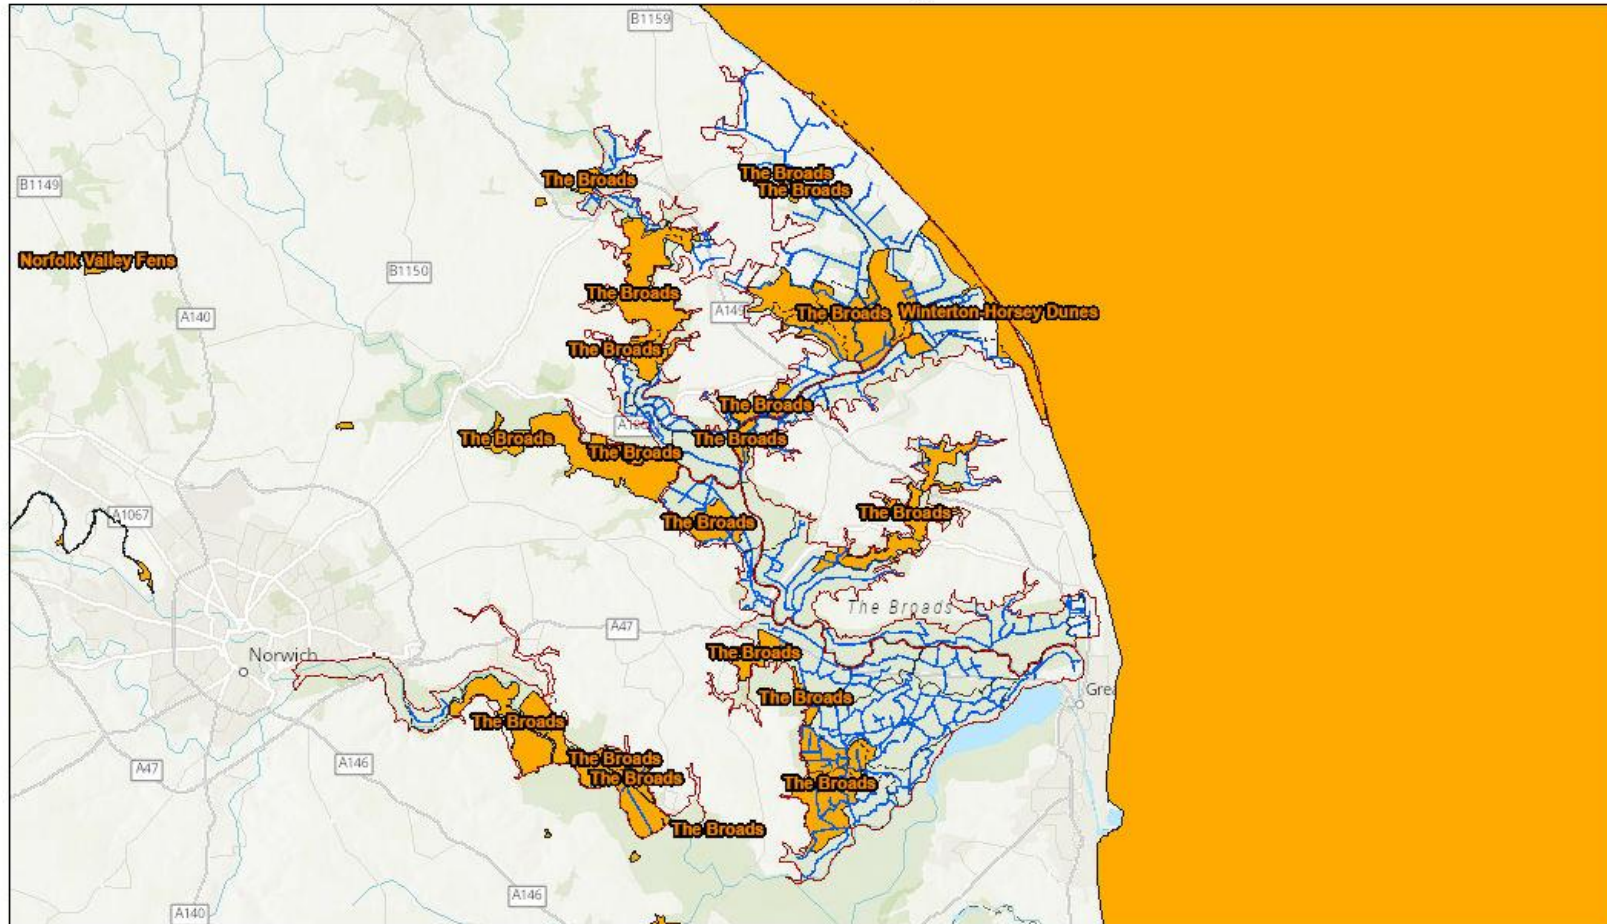 B1159
The Broads
The Broads
The Broads
B1149
Norfolk Valley Fens
B1150
The Broads
A140
A149
The Broads
Winterton-Horsey Dunes
The Broads
The Broads
The Broads
The Broads
The Broads
A1067
The Broads
The Broads
The Broads
A47
Norwich
The Broads
The Broads
The Broads
A47
A146
The Broads
The Broads
The Broads
The Broads
A146
A140